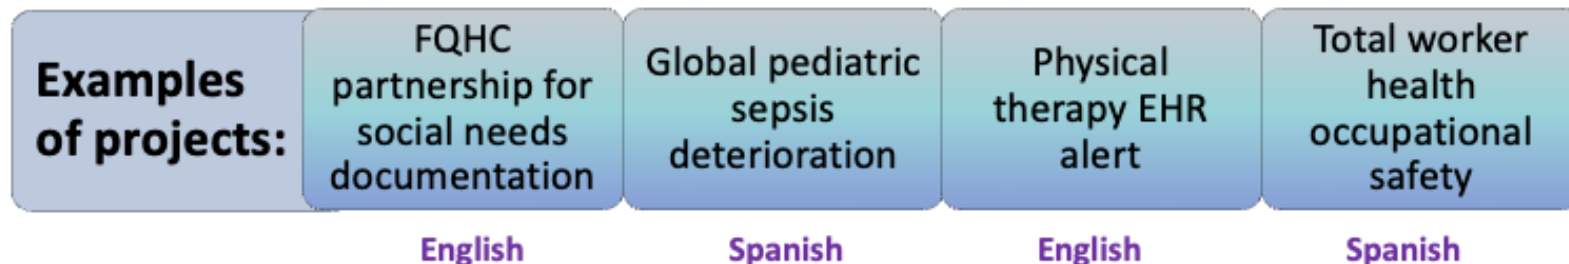 Examples
of projects:
FQHC
partnership for
social needs
documentation
Global pediatric
sepsis
deterioration
Physical
therapy EHR
alert
Total worker
health
occupational
safety
English
Spanish
English
Spanish